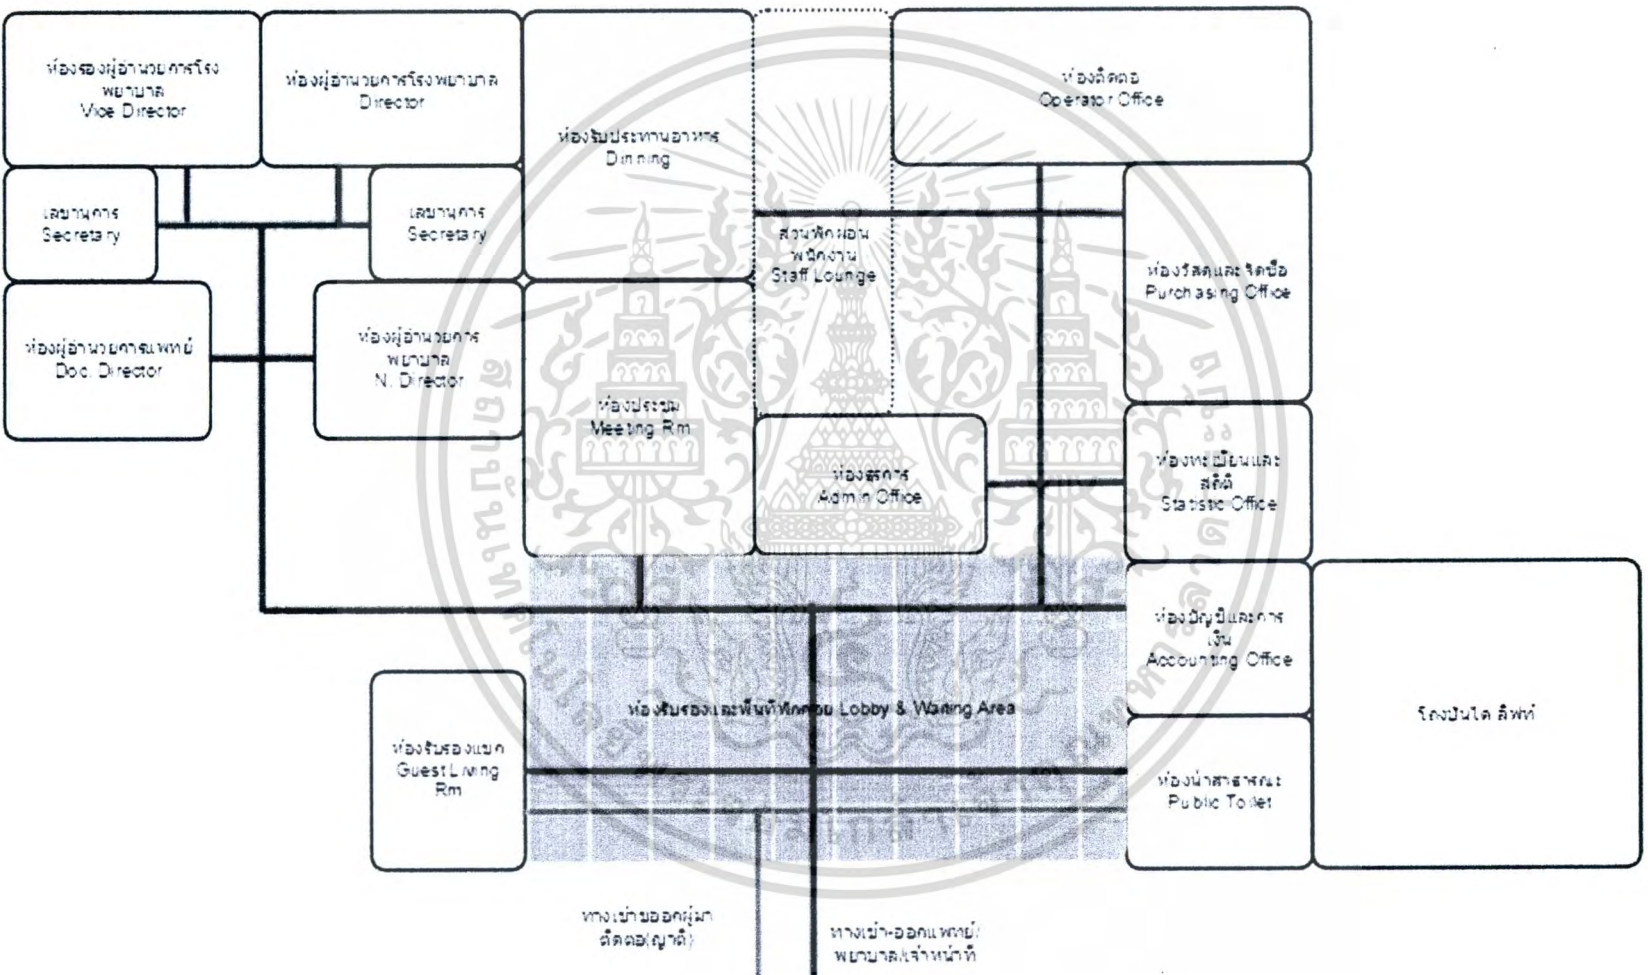 ห้องรองผู้อำนวยการโรง
พยาบาล
Vice Director
ห้องผู้อำนวยการโรงพยาบาล
Director
ห้องรับประทานอาหาร
Dinning
ห้องติดต่อ
Operator Office
เลขานุการ
Secretary
เลขานุการ
Secretary
ส่วนพักผ่อน
พนักงาน
Staff Lounge
ห้องวัสดุและจัดซื้อ
Purchasing Office
ห้องผู้อำนวยการแพทย์
Doc. Director
ห้องผู้อำนวยการ
พยาบาล
N. Director
ห้องประชุม
Meeting Rm
ห้องธุรการ
Admin Office
ห้องทะเบียนและ
สถิติ
Statistic Office
ห้องบัญชีและการ
เงิน
Accounting Office
ห้องรับรองและพื้นที่พักคอย Lobby & Waiting Area
โถงบันได ลิฟท์
ห้องรับรองแขก
Guest Living
Rm
ห้องน้ำสาธารณะ
Public Toilet
ทางเข้าออกผู้มา
ติดต่อ(ญาติ)
ทางเข้า-ออกแพทย์/
พยาบาล/เจ้าหน้าที่